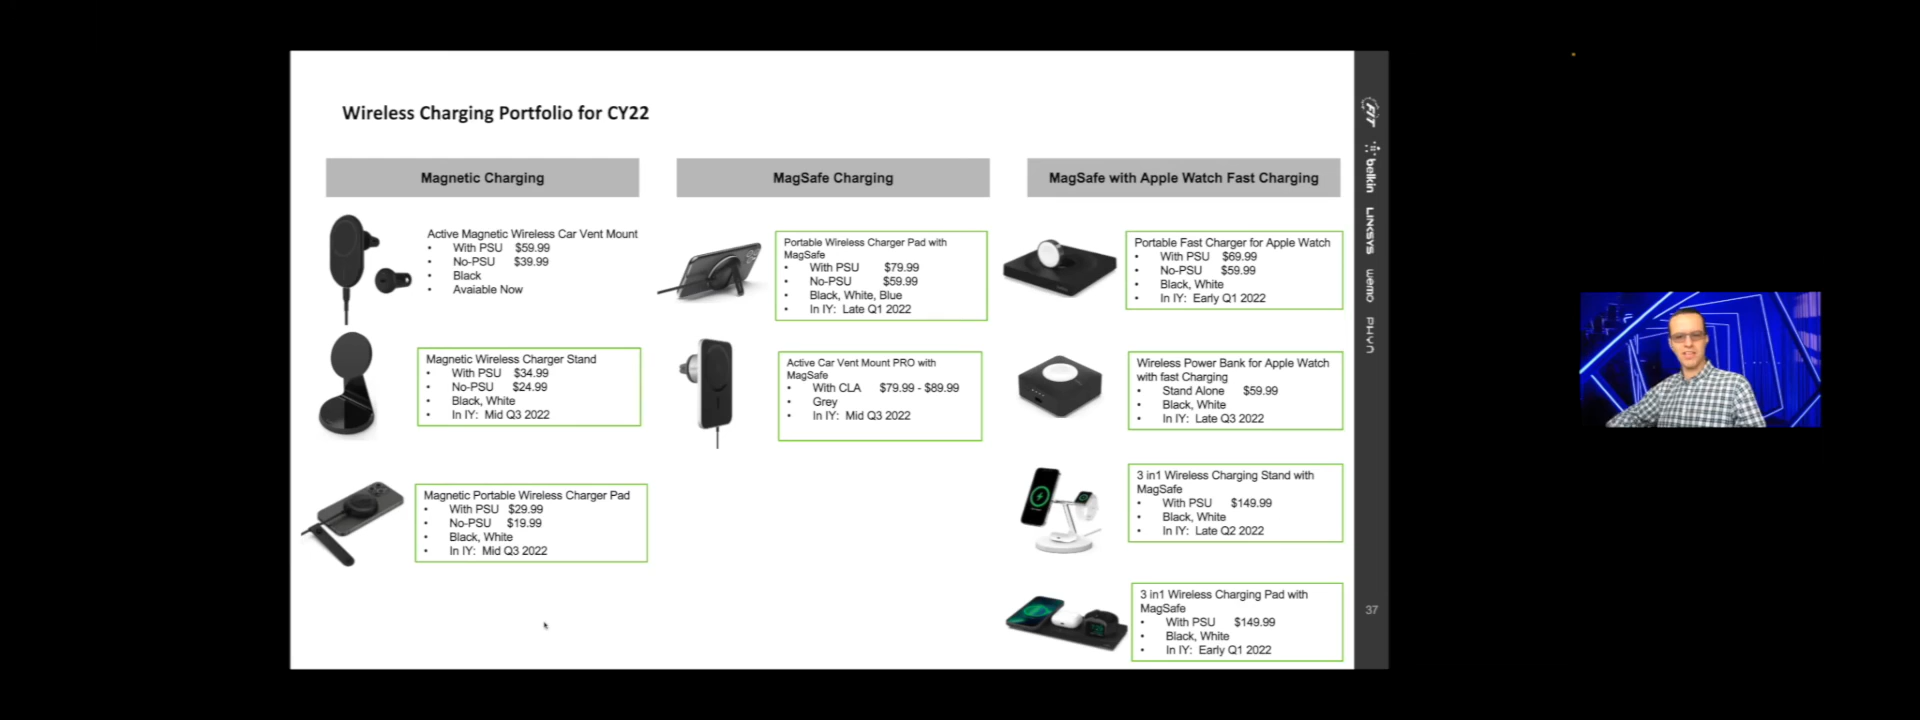 Wireless Charging Portfolio for CY22
Magnetic Charging
Active Magnetic Wireless Car Vent Mount
• With PSU $59.99
• No-PSU $39.99
• Black
• Avaiable Now
Magnetic Wireless Charger Stand
• With PSU $34.99
• No-PSU $24.99
• Black, White
• In IY: Mid Q3 2022
Magnetic Portable Wireless Charger Pad
• With PSU $29.99
• No-PSU $19.99
• Black, White
• In IY: Mid Q3 2022
MagSafe Charging
Portable Wireless Charger Pad with
MagSafe
• With PSU $79.99
• No-PSU $59.99
• Black, White, Blue
• In IY: Late Q1 2022
Active Car Vent Mount PRO with
MagSafe
• With CLA $79.99 - $89.99
• Grey
• In IY: Mid Q3 2022
MagSafe with Apple Watch Fast Charging
Portable Fast Charger for Apple Watch
• With PSU $69.99
• No-PSU $59.99
• Black, White
• In IY: Early Q1 2022
Wireless Power Bank for Apple Watch
with fast Charging
• Stand Alone $59.99
• Black, White
• In IY: Late Q3 2022
3 in1 Wireless Charging Stand with
MagSafe
• With PSU $149.99
• Black, White
• In IY: Late Q2 2022
3 in1 Wireless Charging Pad with
MagSafe
• With PSU $149.99
• Black, White
• In IY: Early Q1 2022
FIT
belkin
LINKSYS
wemo
PHYN
37